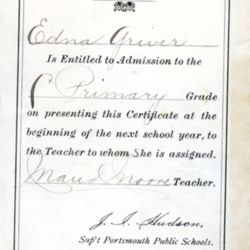 Edna Griver
Is Entitled to Admission to the
C Primary Grade
on presenting this Certificate at the
beginning of the next school year, to
the Teacher to whom She is assigned.
Maud Moore Teacher.
J. I. Hudson,
Sup't Portsmouth Public Schools.